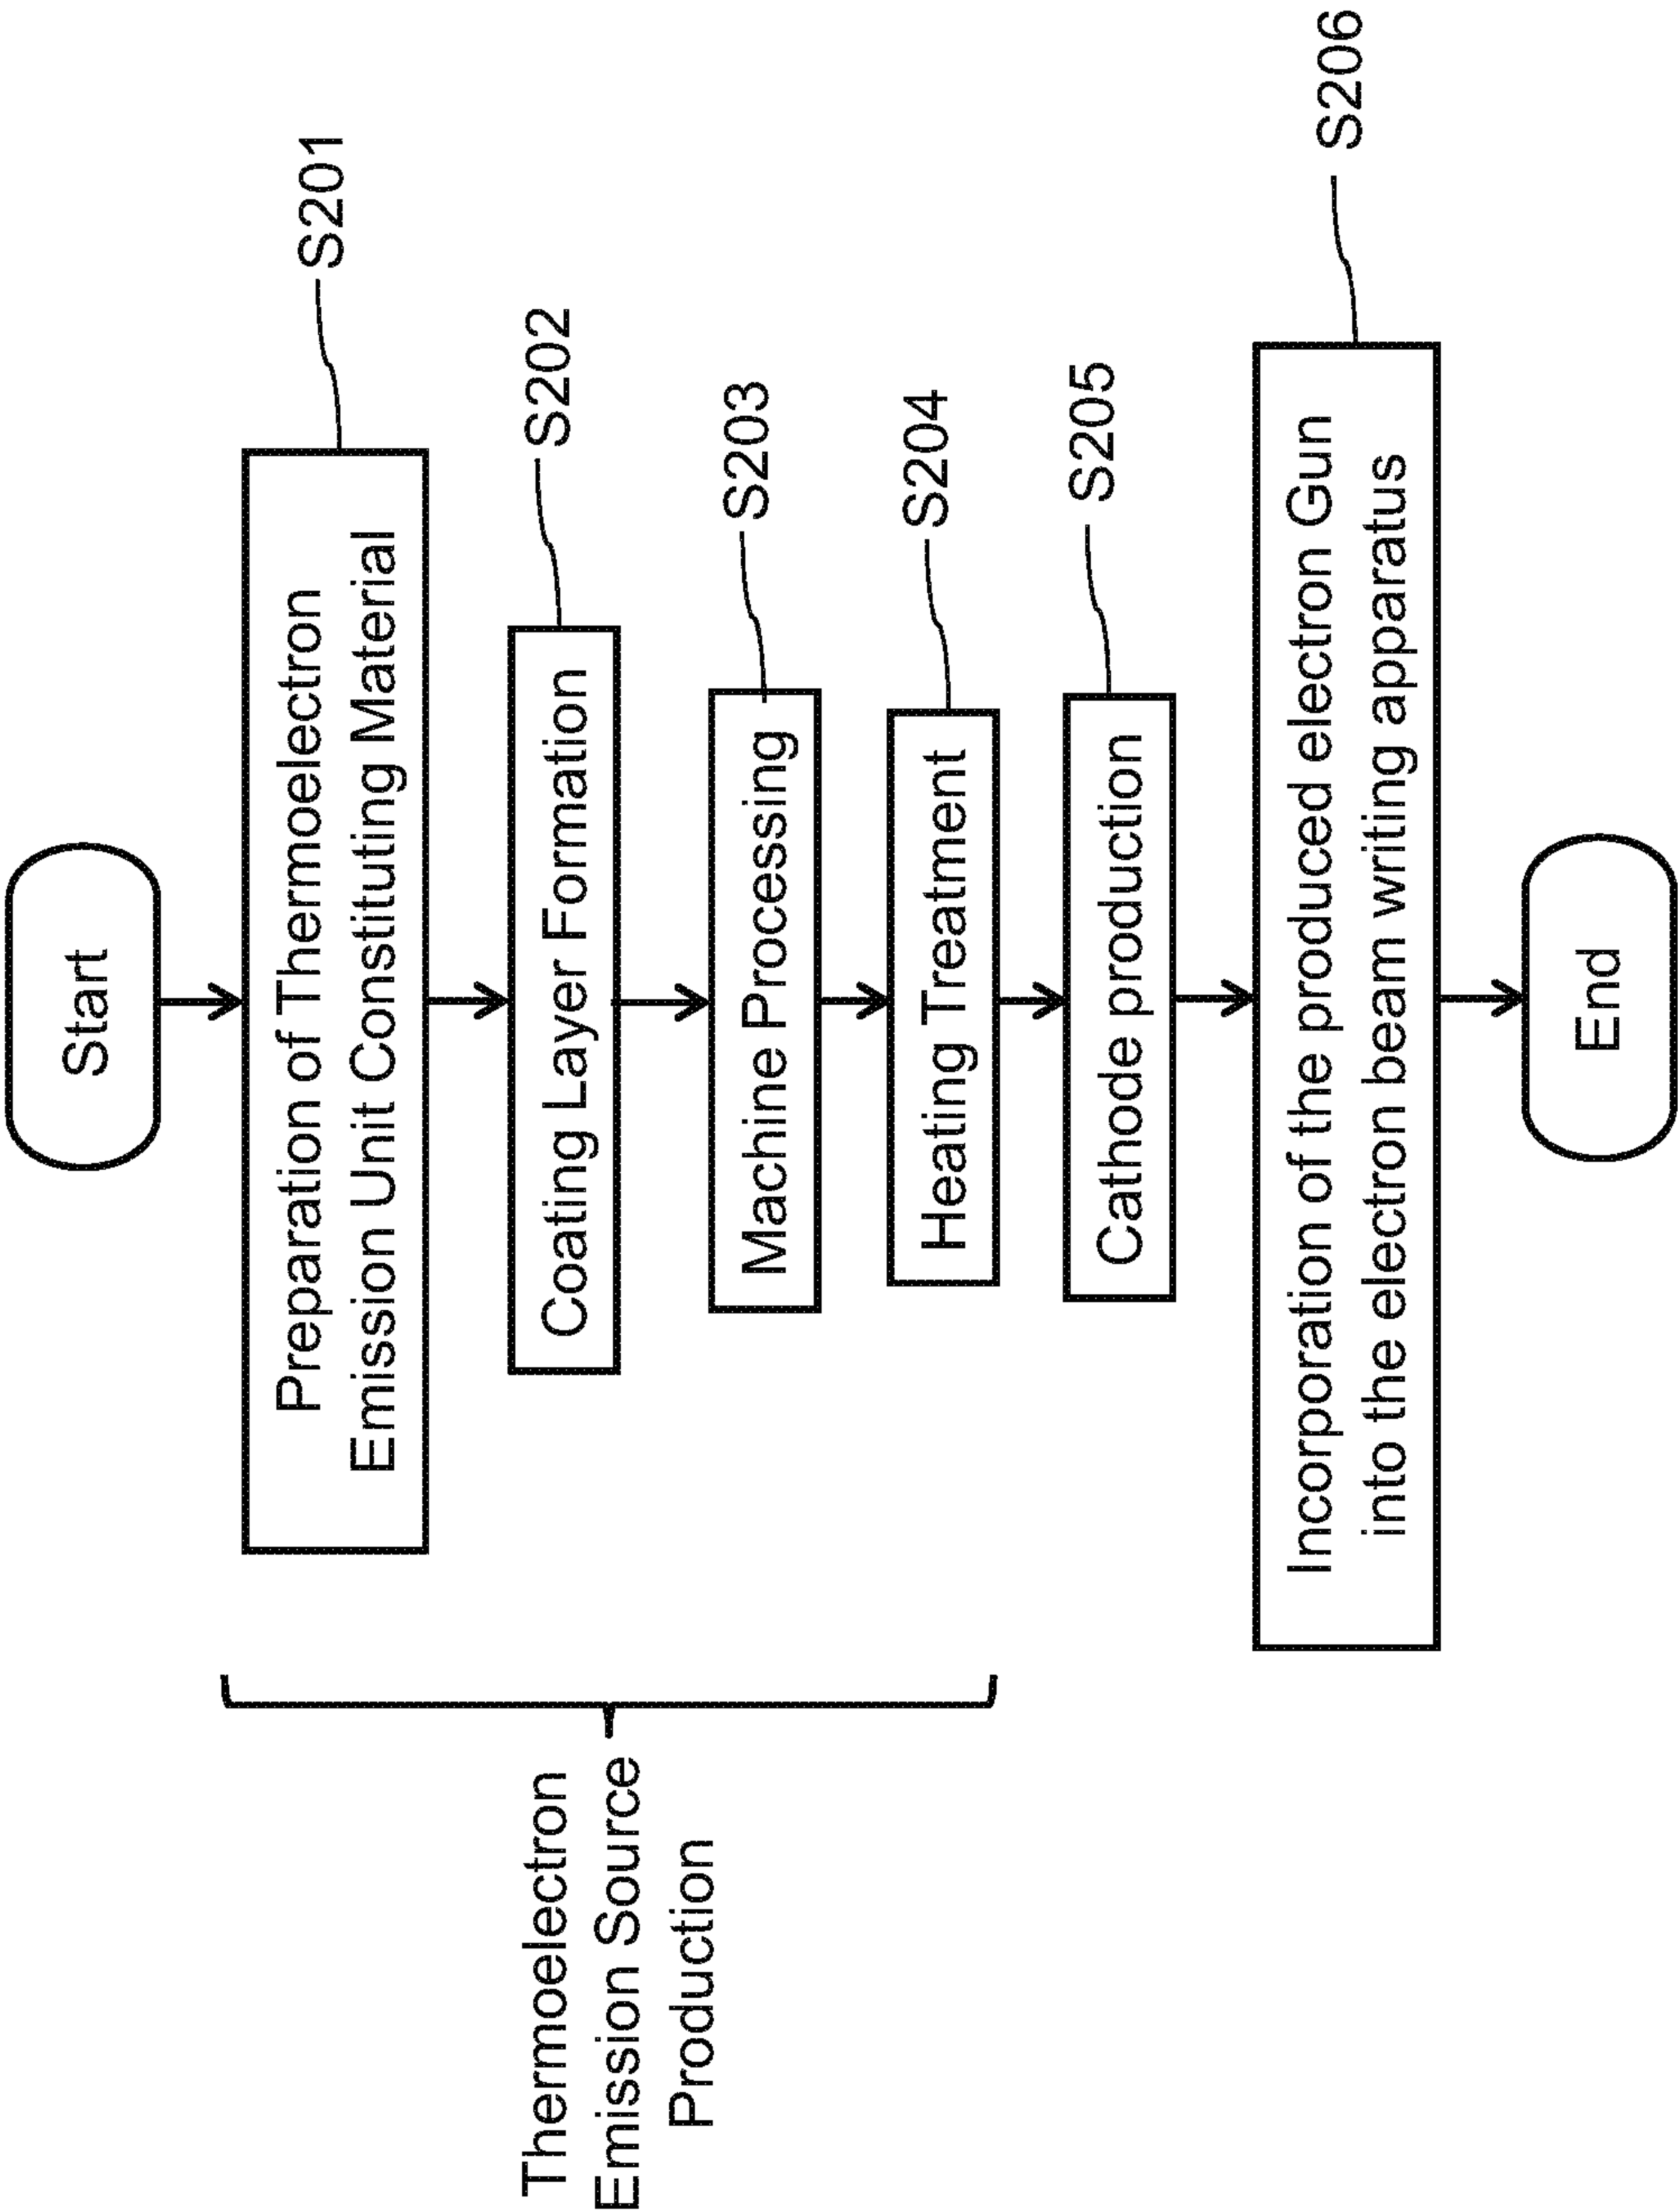 Start
Preparation of Thermoelectron
Emission Unit Constituting Material
S201
Coating Layer Formation
S202
Machine Processing
S203
Heating Treatment
S204
Thermoelectron
Emission Source
Production
Cathode production
S205
Incorporation of the produced electron Gun
into the electron beam writing apparatus
S206
End